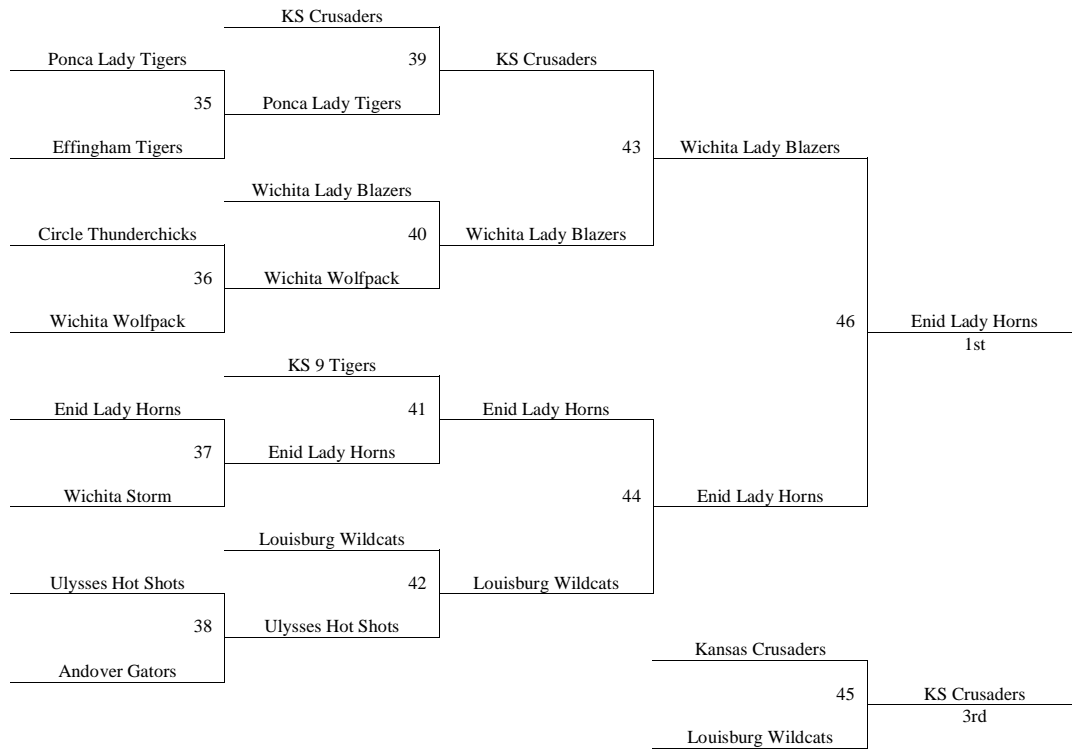 KS Crusaders
Ponca Lady Tigers
39
KS Crusaders
35
Ponca Lady Tigers
Effingham Tigers
43
Wichita Lady Blazers
Wichita Lady Blazers
Circle Thunderchicks
40
Wichita Lady Blazers
36
Wichita Wolfpack
Wichita Wolfpack
46
Enid Lady Horns
1st
KS 9 Tigers
Enid Lady Horns
41
Enid Lady Horns
37
Enid Lady Horns
Wichita Storm
44
Enid Lady Horns
Louisburg Wildcats
Ulysses Hot Shots
42
Louisburg Wildcats
38
Ulysses Hot Shots
Andover Gators
Kansas Crusaders
45
KS Crusaders
3rd
Louisburg Wildcats